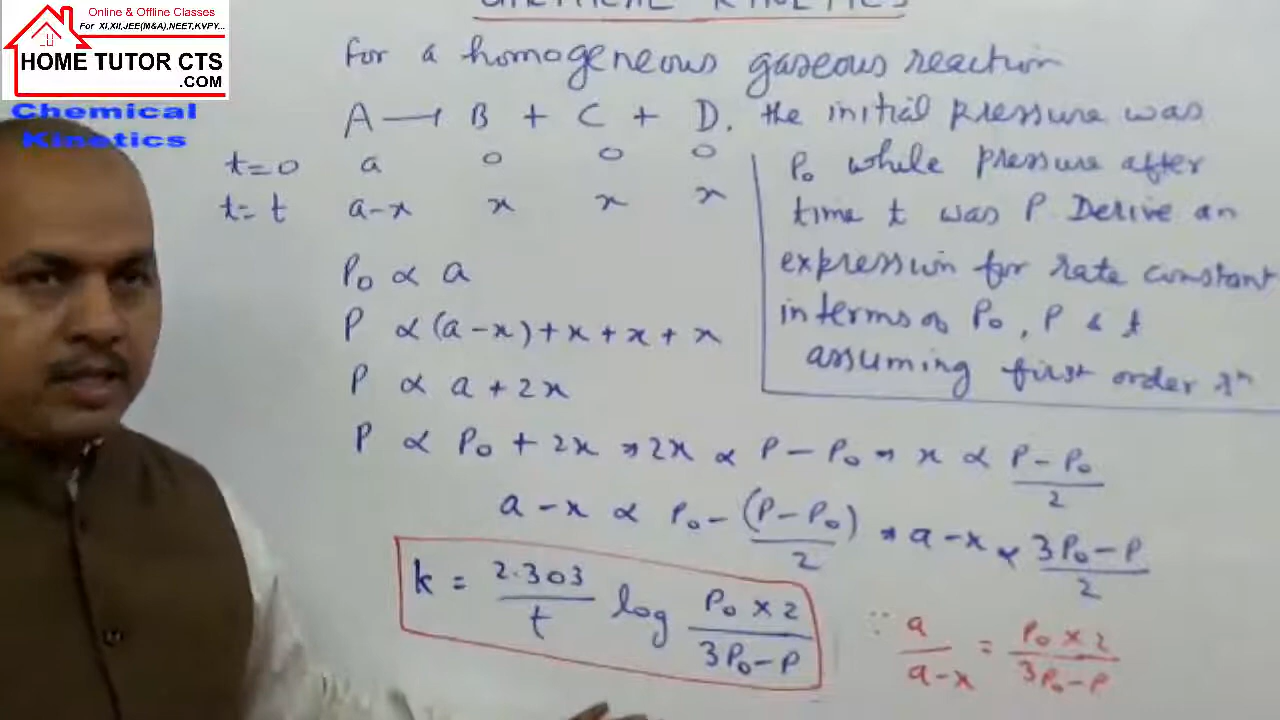 Online & Offline Classes
For XI,XII,JEE(M&A),NEET,KVPY...
HOME TUTOR CTS
.COM
Chemical
Kinetics
For a homogeneous gaseous reaction
A → B + C + D. the initial pressure was
t=0 a 0 0 0
t=t a-x x x x
P₀ while pressure after
time t was P. Derive an
expression for rate constant
in terms of P₀, P & t
assuming first order rxⁿ
P₀ ∝ a
P ∝ (a-x)+x+x+x
P ∝ a+2x
P ∝ P₀ + 2x ⇒ 2x ∝ P-P₀ ⇒ x ∝ (P-P₀)/2
a-x ∝ P₀-(P-P₀)/2 ⇒ a-x ∝ (3P₀-P)/2
k = 2.303/t log (P₀×2)/(3P₀-P)
∵ a/(a-x) = (P₀×2)/(3P₀-P)